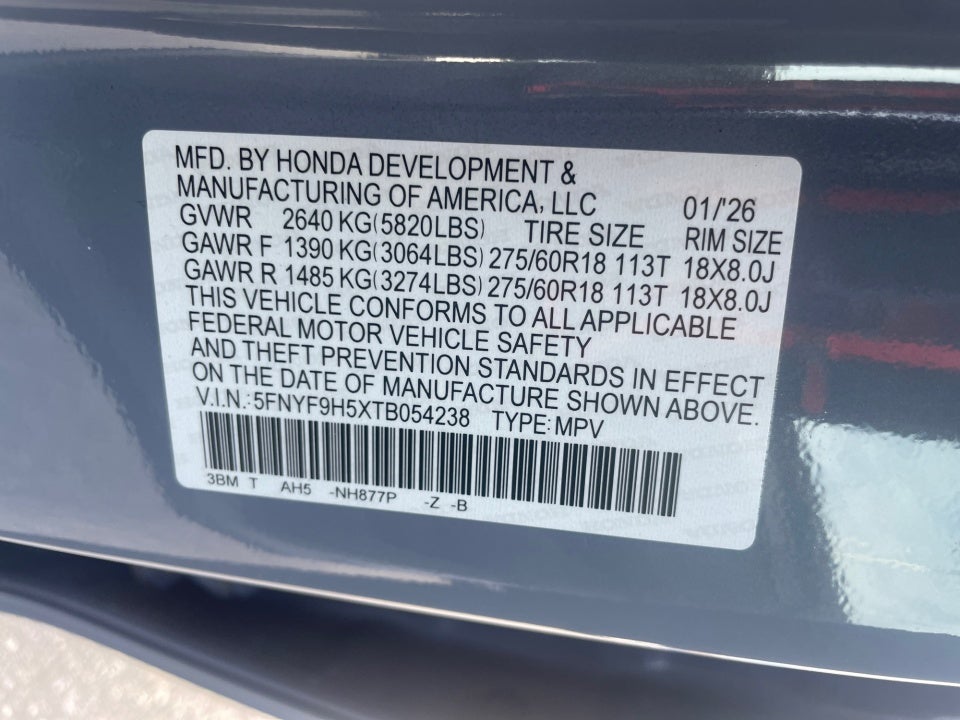 MFD. BY HONDA DEVELOPMENT &
MANUFACTURING OF AMERICA, LLC 01/'26
GVWR 2640 KG(5820LBS) TIRE SIZE RIM SIZE
GAWR F 1390 KG(3064LBS) 275/60R18 113T 18X8.0J
GAWR R 1485 KG(3274LBS) 275/60R18 113T 18X8.0J
THIS VEHICLE CONFORMS TO ALL APPLICABLE
FEDERAL MOTOR VEHICLE SAFETY
AND THEFT PREVENTION STANDARDS IN EFFECT
ON THE DATE OF MANUFACTURE SHOWN ABOVE.
V.I.N.:5FNYF9H5XTB054238 TYPE:MPV
3BM T AH5 -NH877P -Z -B